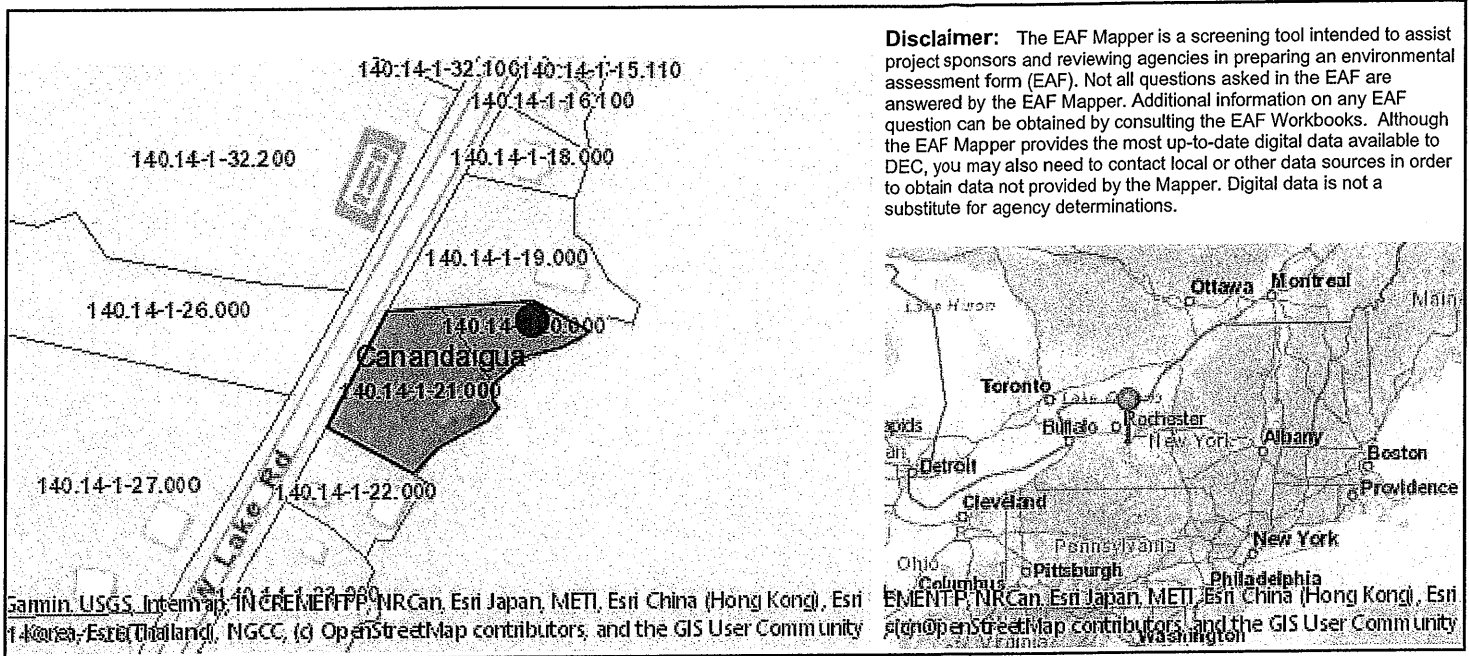 Disclaimer: The EAF Mapper is a screening tool intended to assist
project sponsors and reviewing agencies in preparing an environmental
assessment form (EAF). Not all questions asked in the EAF are
answered by the EAF Mapper. Additional information on any EAF
question can be obtained by consulting the EAF Workbooks. Although
the EAF Mapper provides the most up-to-date digital data available to
DEC, you may also need to contact local or other data sources in order
to obtain data not provided by the Mapper. Digital data is not a
substitute for agency determinations.
140.14-1-32.100
140.14-1-15.110
140.14-1-16.100
140.14-1-32.200
140.14-1-18.000
140.14-1-19.000
140.14-1-26.000
Canandaigua
140.14-1-21.000
140.14-1-27.000
140.14-1-22.000
W Lake Rd
Garmin, USGS, Intermap, INCREMENT P, NRCan, Esri Japan, METI, Esri China (Hong Kong), Esri
Korea, Esri (Thailand), NGCC, (c) OpenStreetMap contributors, and the GIS User Community
Ottawa
Montreal
Lake Huron
Toronto
Buffalo
Rochester
New York
Albany
Boston
Detroit
Providence
Cleveland
Pennsylvania
New York
Ohio
Pittsburgh
Philadelphia
Columbus
EMENT P, NRCan, Esri Japan, METI, Esri China (Hong Kong), Esri
OpenStreetMap contributors, and the GIS User Community
Washington